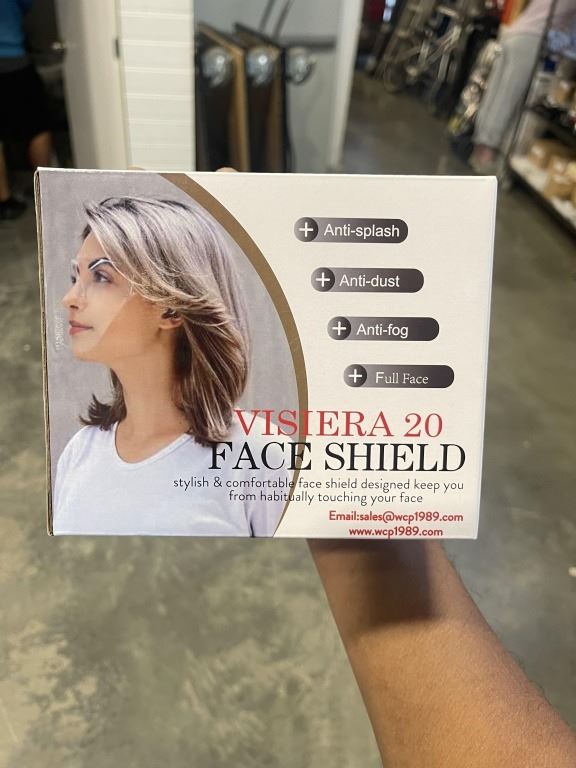 Anti-splash
Anti-dust
Anti-fog
Full Face
VISIERA 20
FACE SHIELD
stylish & comfortable face shield designed keep you
from habitually touching your face
Email:sales@wcp1989.com
www.wcp1989.com